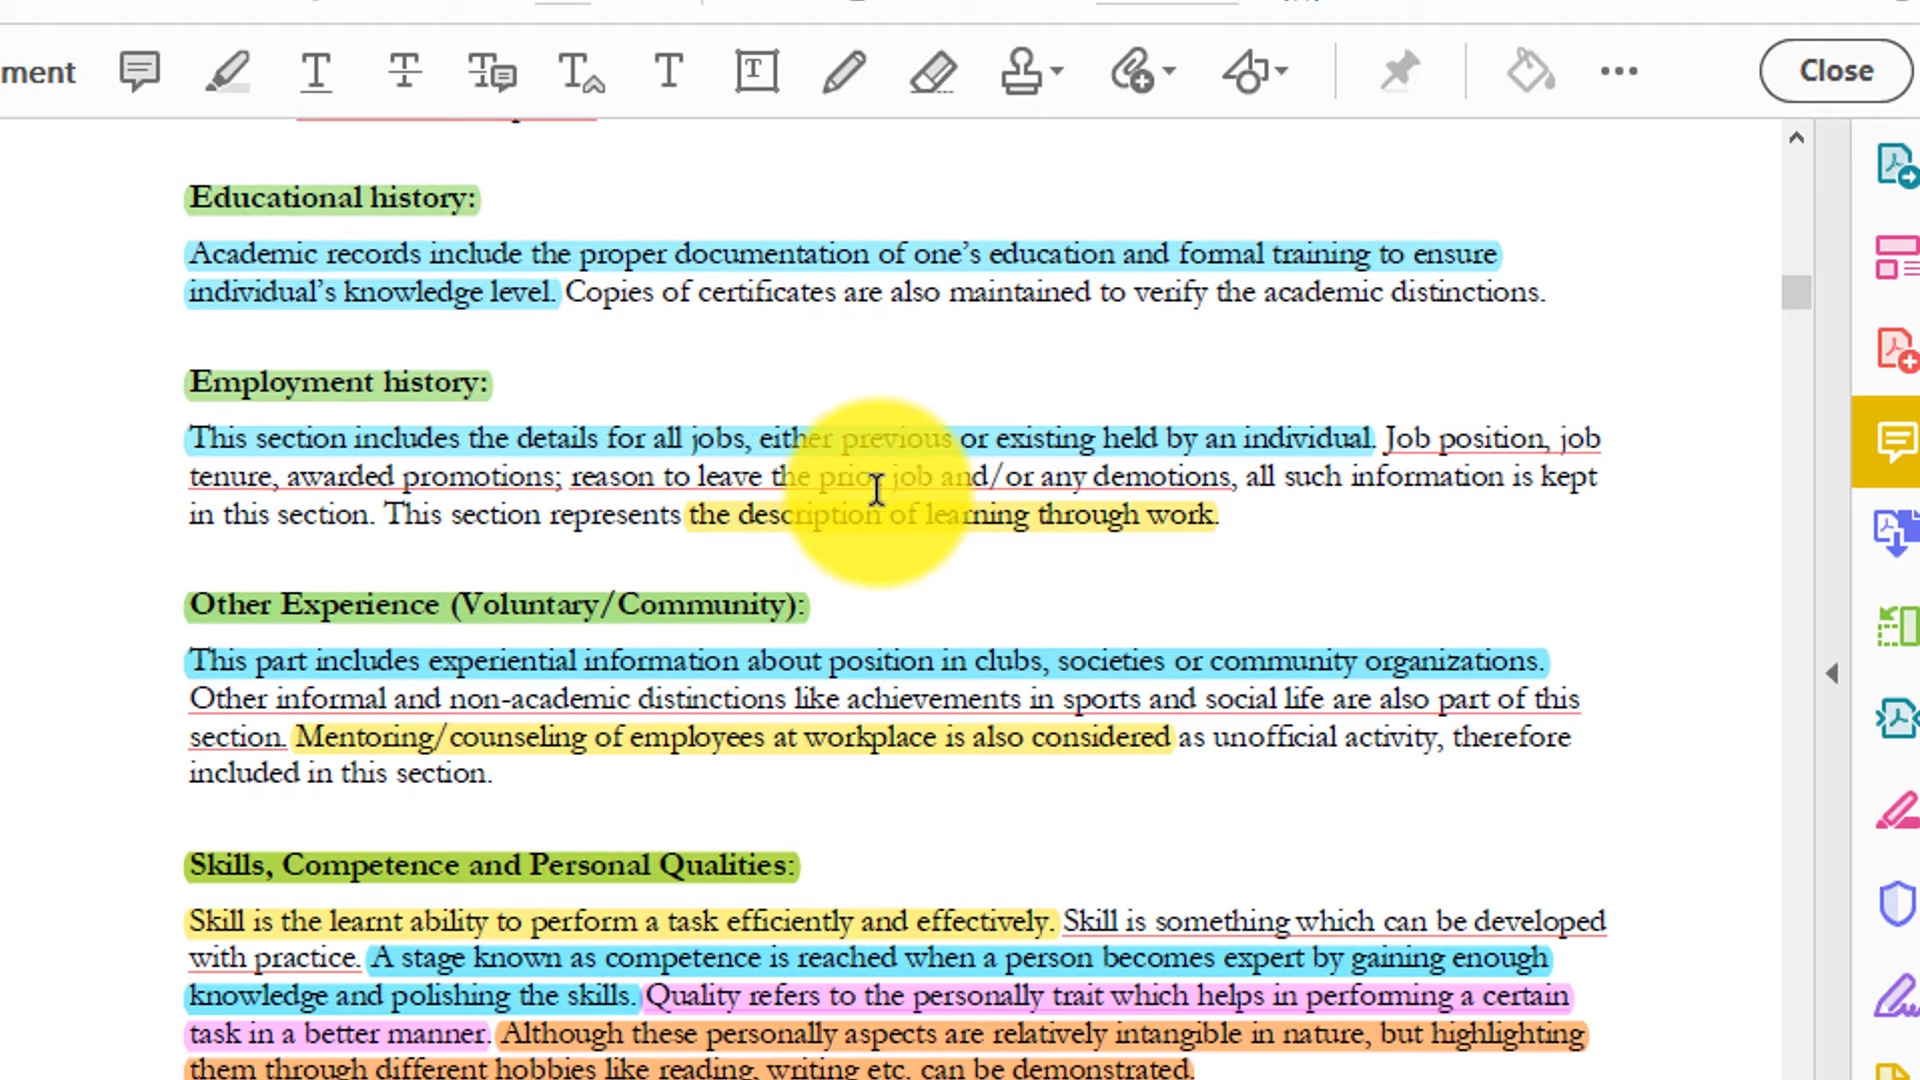 ment
Close
Educational history:
Academic records include the proper documentation of one’s education and formal training to ensure
individual’s knowledge level. Copies of certificates are also maintained to verify the academic distinctions.
Employment history:
This section includes the details for all jobs, either previous or existing held by an individual. Job position, job
tenure, awarded promotions; reason to leave the prior job and/or any demotions, all such information is kept
in this section. This section represents the description of learning through work.
Other Experience (Voluntary/Community):
This part includes experiential information about position in clubs, societies or community organizations.
Other informal and non-academic distinctions like achievements in sports and social life are also part of this
section. Mentoring/counseling of employees at workplace is also considered as unofficial activity, therefore
included in this section.
Skills, Competence and Personal Qualities:
Skill is the learnt ability to perform a task efficiently and effectively. Skill is something which can be developed
with practice. A stage known as competence is reached when a person becomes expert by gaining enough
knowledge and polishing the skills. Quality refers to the personally trait which helps in performing a certain
task in a better manner. Although these personally aspects are relatively intangible in nature, but highlighting
them through different hobbies like reading, writing etc. can be demonstrated.